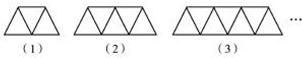 (1) (2) (3) ...